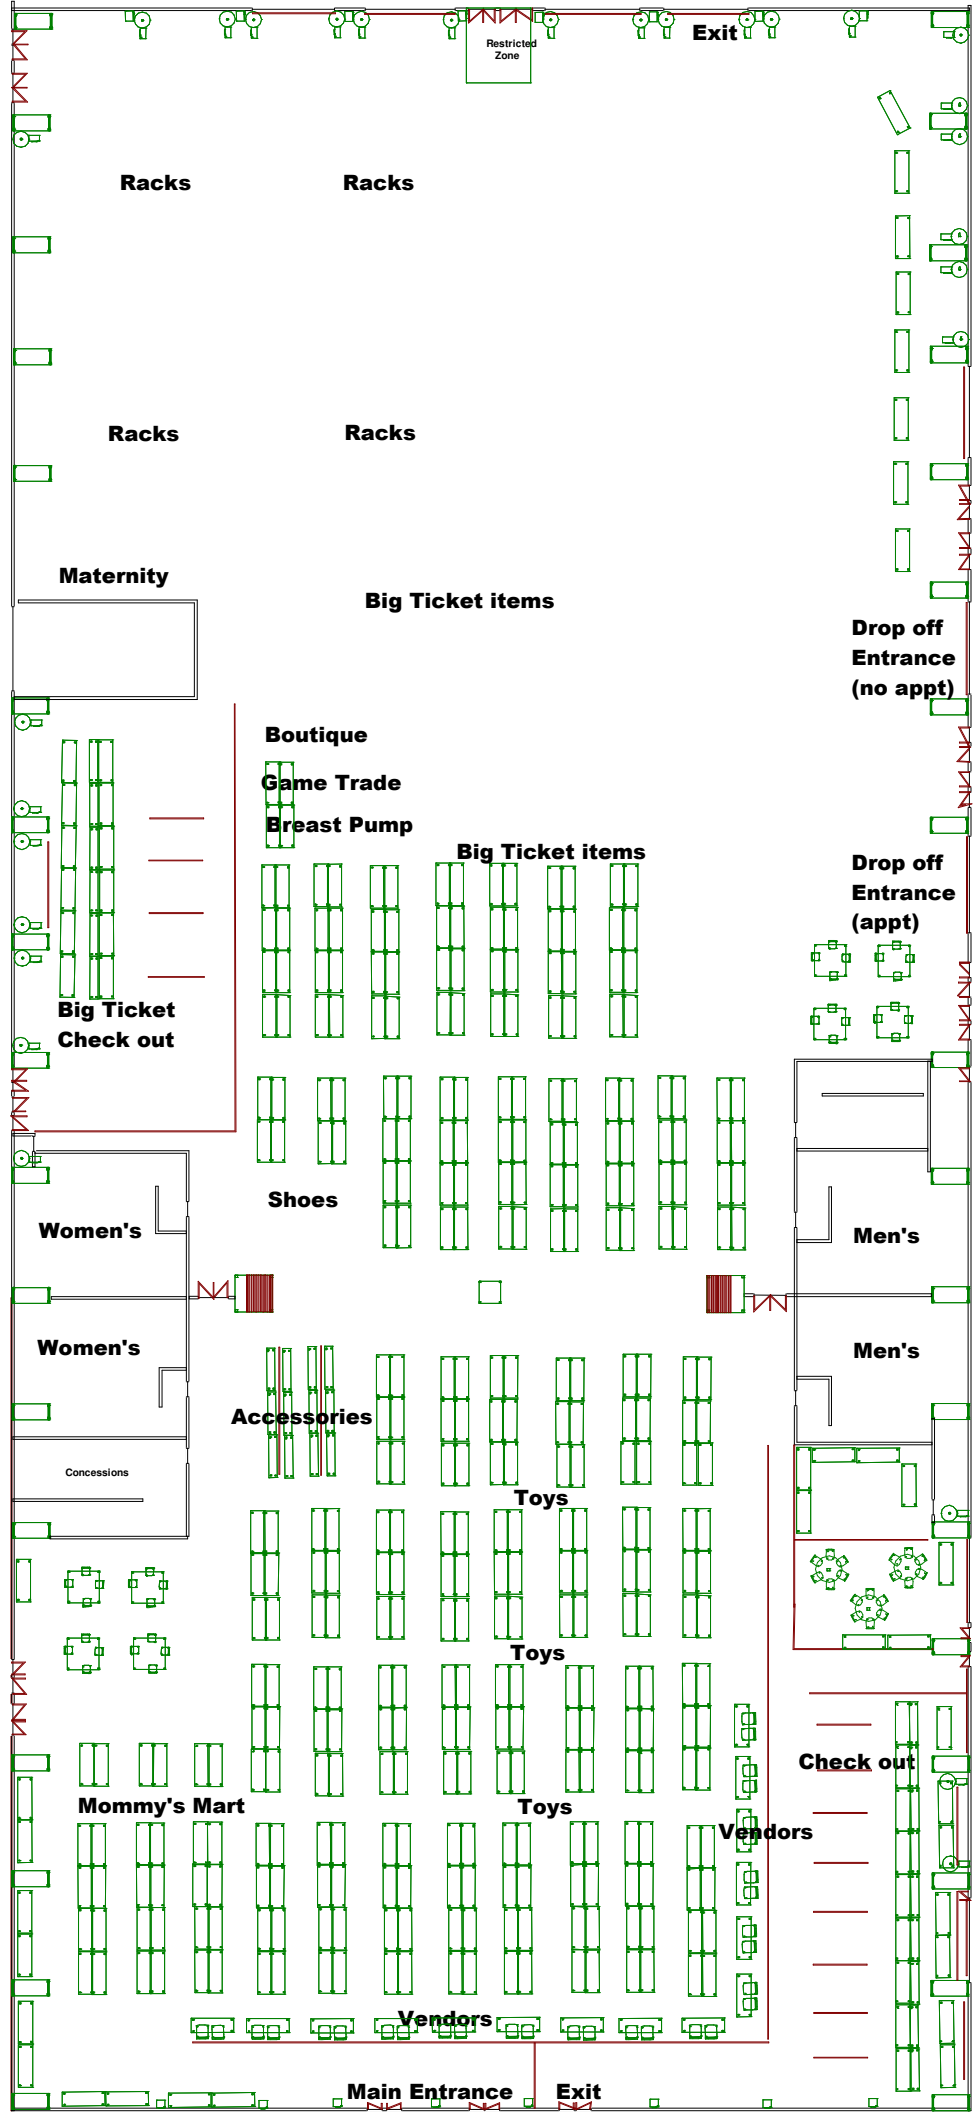 Exit
Restricted
Zone
Racks
Racks
Racks
Racks
Maternity
Big Ticket items
Drop off
Entrance
(no appt)
Boutique
Game Trade
Breast Pump
Big Ticket items
Drop off
Entrance
(appt)
Big Ticket
Check out
Shoes
Women's
Men's
Women's
Men's
Accessories
Concessions
Toys
Toys
Check out
Mommy's Mart
Toys
Vendors
Vendors
Main Entrance
Exit